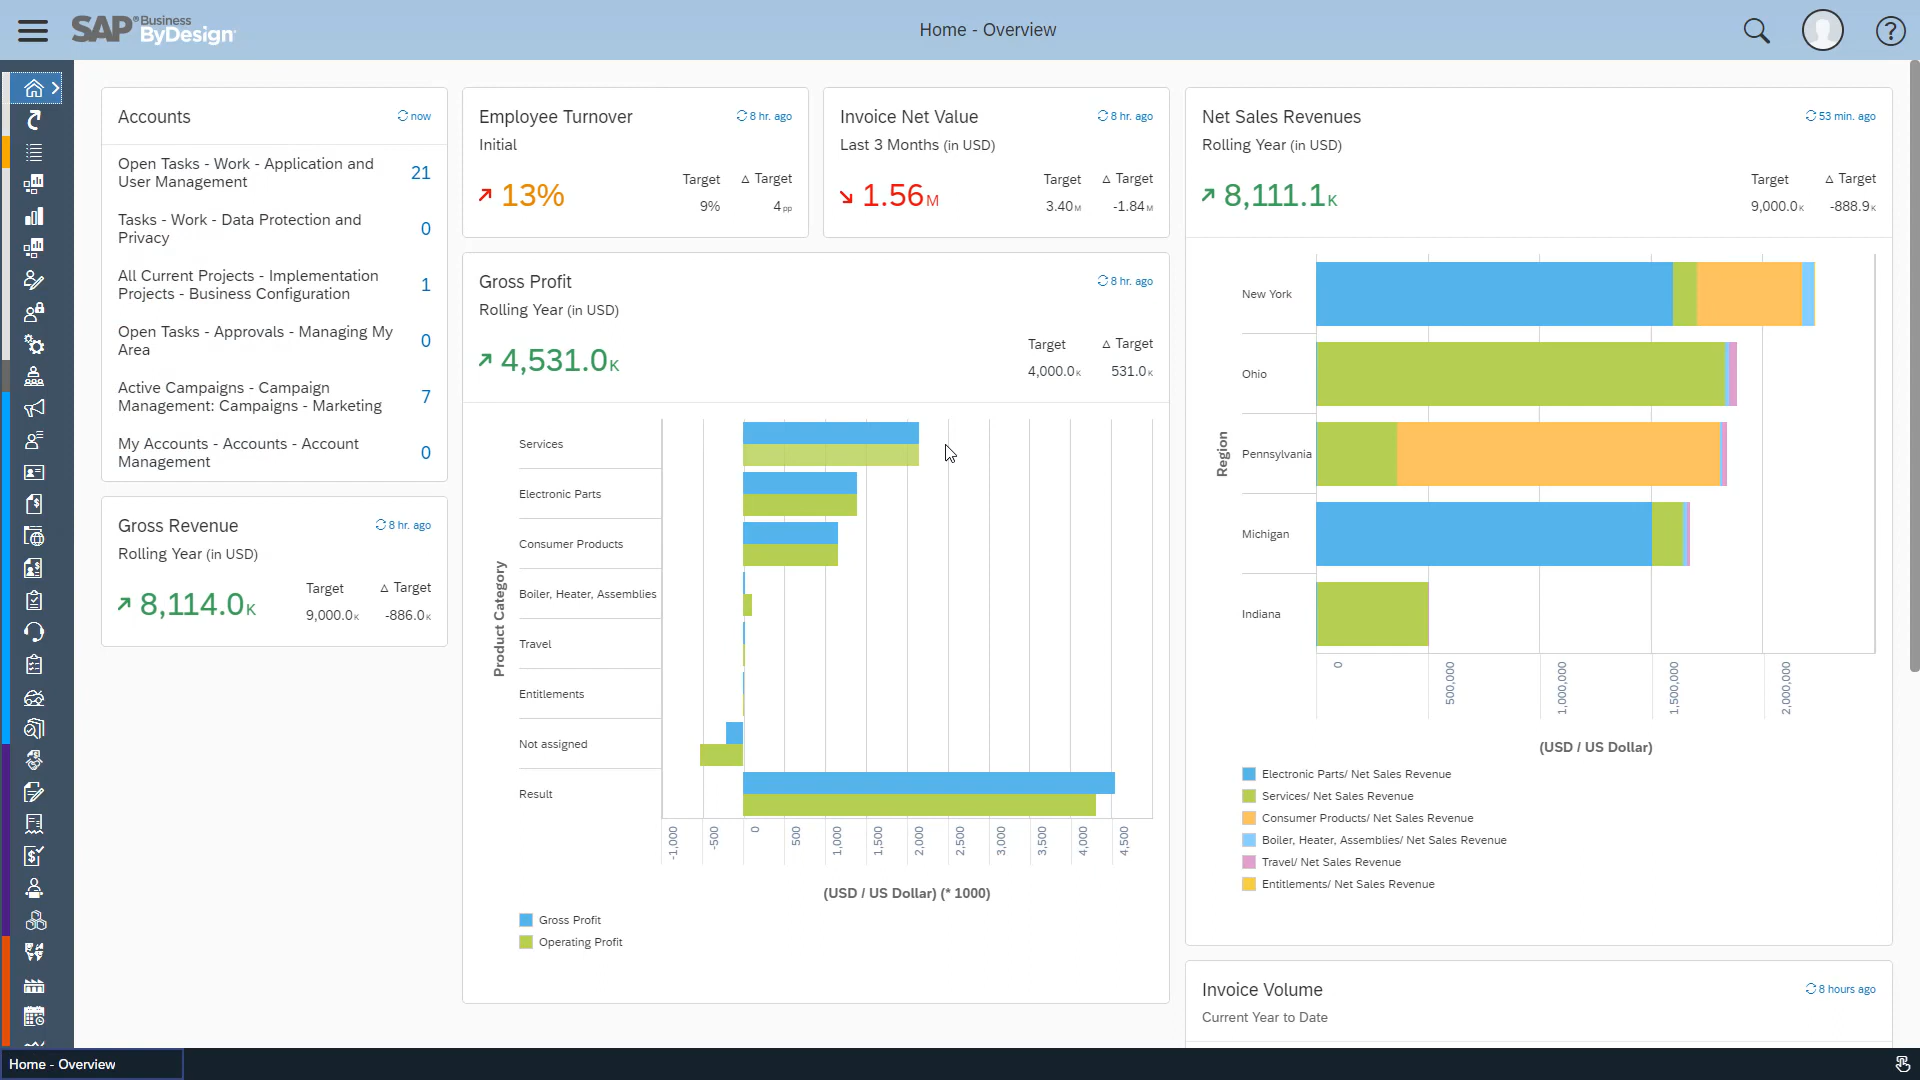 SAP Business ByDesign
Home - Overview
Accounts
now
Open Tasks - Work - Application and
User Management
21
Tasks - Work - Data Protection and
Privacy
0
All Current Projects - Implementation
Projects - Business Configuration
1
Open Tasks - Approvals - Managing My
Area
0
Active Campaigns - Campaign
Management: Campaigns - Marketing
7
My Accounts - Accounts - Account
Management
0
Gross Revenue
8 hr. ago
Rolling Year (in USD)
Target
△ Target
8,114.0K
9,000.0K
-886.0K
Employee Turnover
8 hr. ago
Initial
Target
△ Target
13%
9%
4pp
Invoice Net Value
8 hr. ago
Last 3 Months (in USD)
Target
△ Target
1.56M
3.40M
-1.84M
Gross Profit
8 hr. ago
Rolling Year (in USD)
Target
△ Target
4,531.0K
4,000.0K
531.0K
Product Category
Services
Electronic Parts
Consumer Products
Boiler, Heater, Assemblies
Travel
Entitlements
Not assigned
Result
-1,000
-500
0
500
1,000
1,500
2,000
2,500
3,000
3,500
4,000
4,500
(USD / US Dollar) (* 1000)
Gross Profit
Operating Profit
Net Sales Revenues
53 min. ago
Rolling Year (in USD)
Target
△ Target
8,111.1K
9,000.0K
-888.9K
Region
New York
Ohio
Pennsylvania
Michigan
Indiana
0
500,000
1,000,000
1,500,000
2,000,000
(USD / US Dollar)
Electronic Parts/ Net Sales Revenue
Services/ Net Sales Revenue
Consumer Products/ Net Sales Revenue
Boiler, Heater, Assemblies/ Net Sales Revenue
Travel/ Net Sales Revenue
Entitlements/ Net Sales Revenue
Invoice Volume
8 hours ago
Current Year to Date
Home - Overview